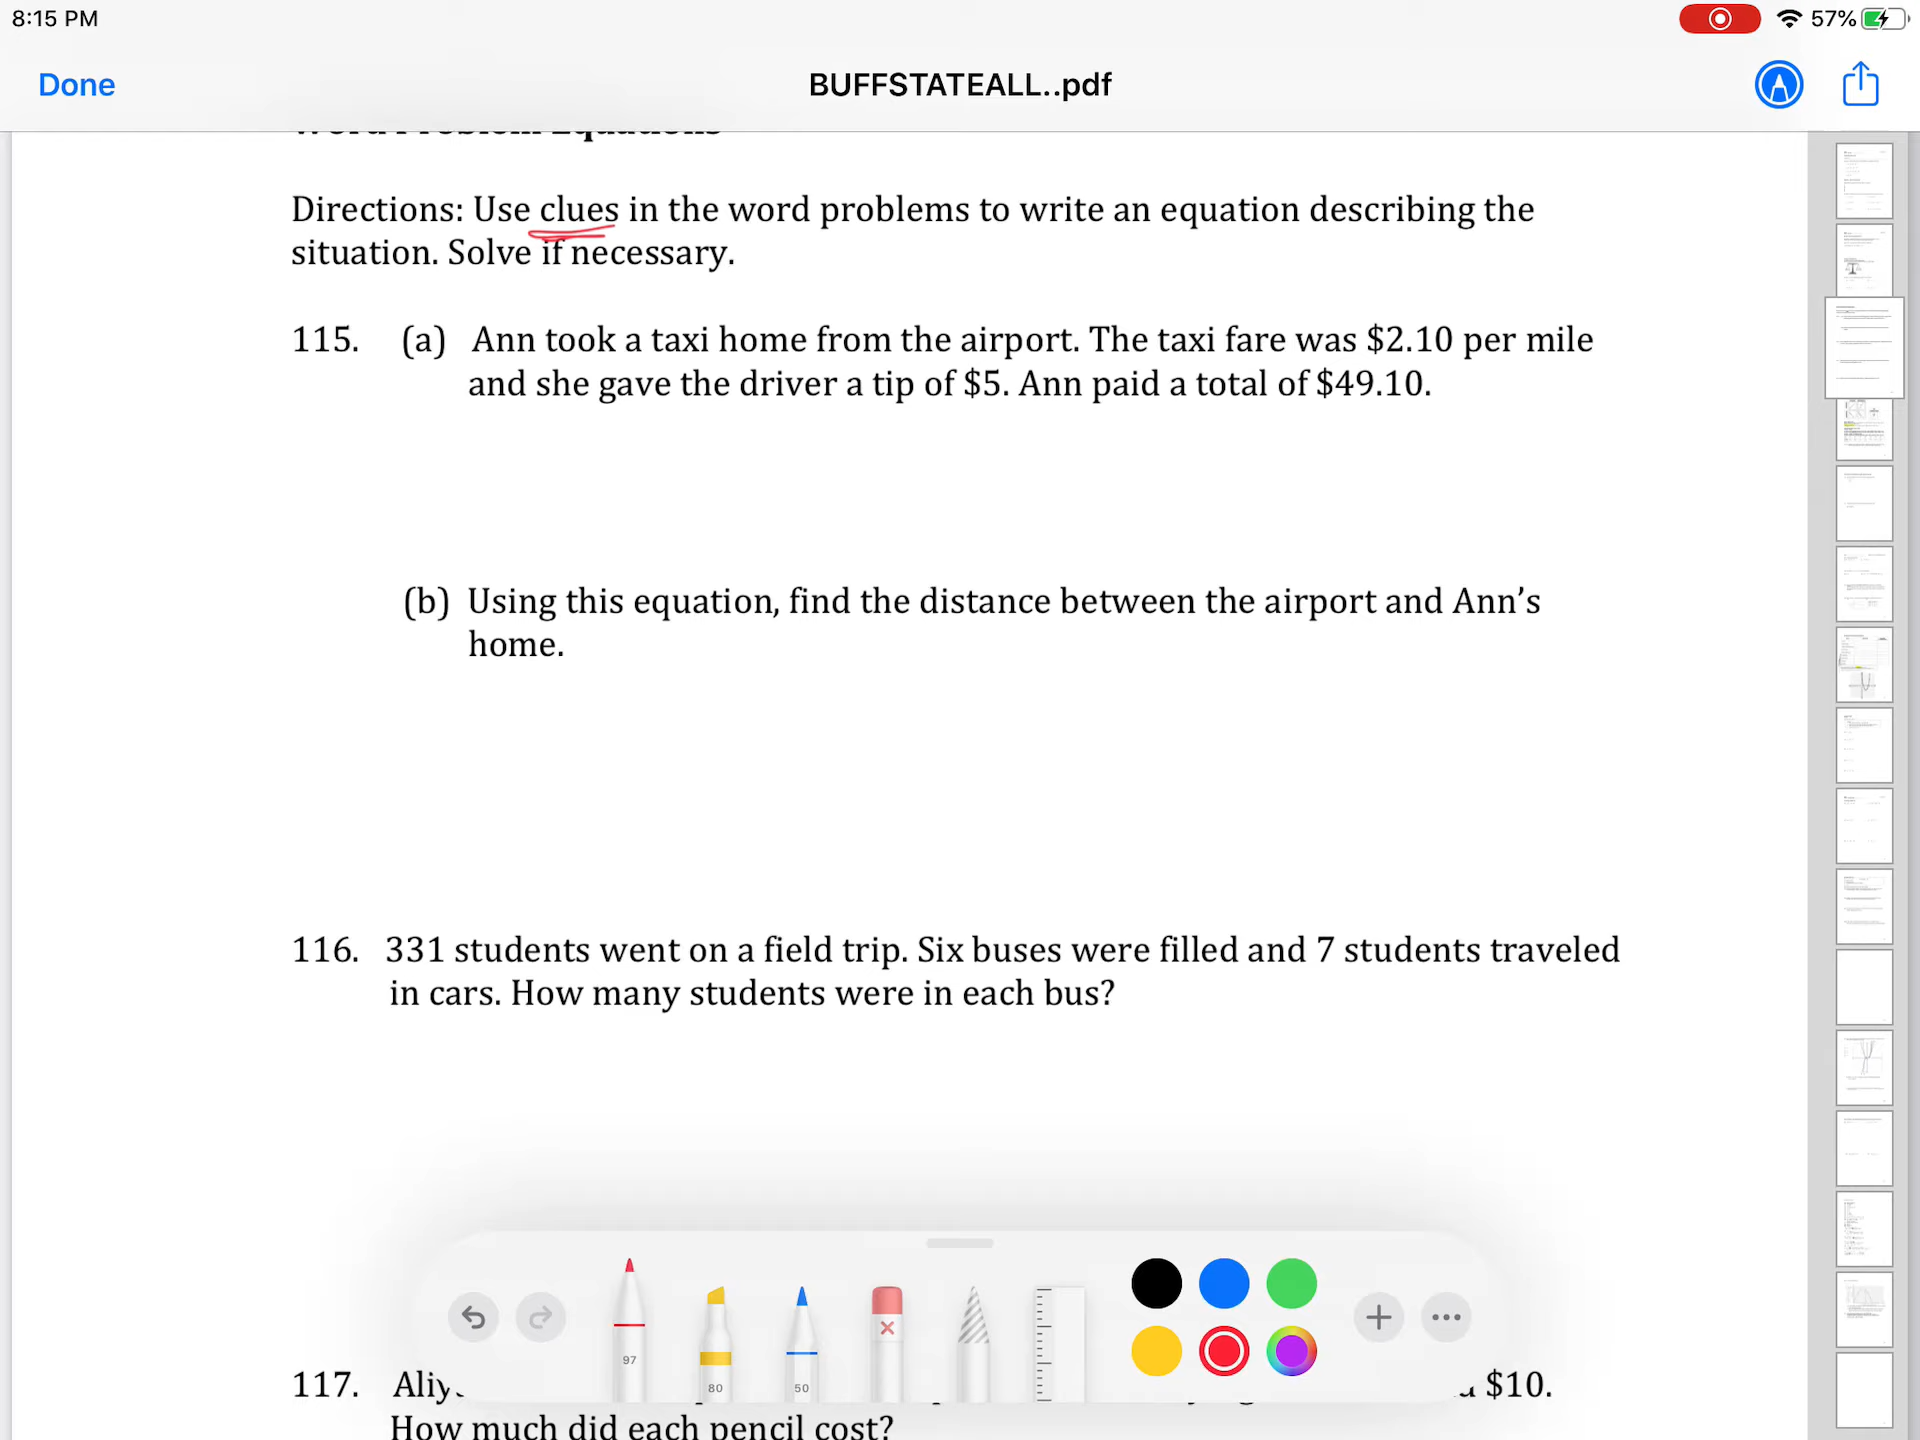 8:15 PM
57%
Done
BUFFSTATEALL..pdf
Word Problem Equations
Directions: Use clues in the word problems to write an equation describing the
situation. Solve if necessary.
115. (a) Ann took a taxi home from the airport. The taxi fare was $2.10 per mile
and she gave the driver a tip of $5. Ann paid a total of $49.10.
(b) Using this equation, find the distance between the airport and Ann’s
home.
116. 331 students went on a field trip. Six buses were filled and 7 students traveled
in cars. How many students were in each bus?
97
80
50
117. $10.
How much did each pencil cost?